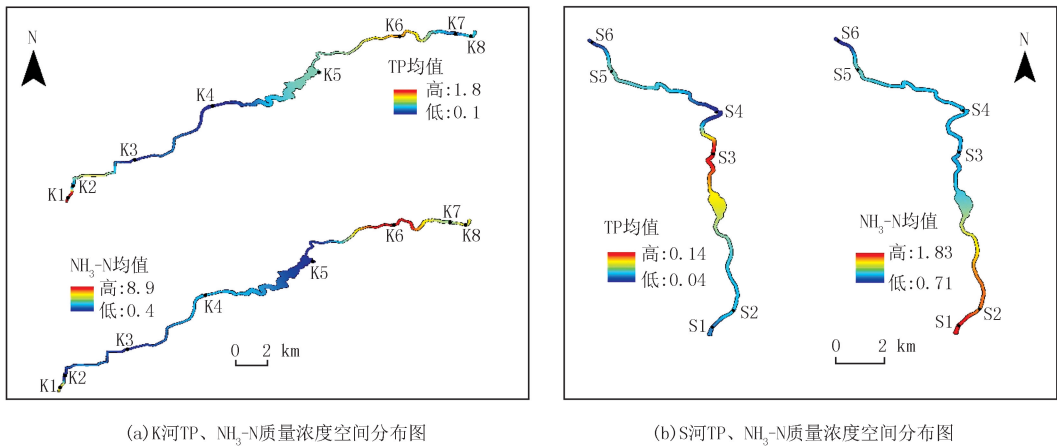 N
K1
K2
K3
K4
K5
K6
K7
K8
TP均值
高:1.8
低:0.1
NH₃-N均值
高:8.9
低:0.4
K1
K2
K3
K4
K5
K6
K7
K8
0 2 km
(a)K河TP、NH₃-N质量浓度空间分布图
S6
S5
S4
S3
S2
S1
TP均值
高:0.14
低:0.04
N
S6
S5
S4
S3
S2
S1
NH₃-N均值
高:1.83
低:0.71
0 2 km
(b)S河TP、NH₃-N质量浓度空间分布图